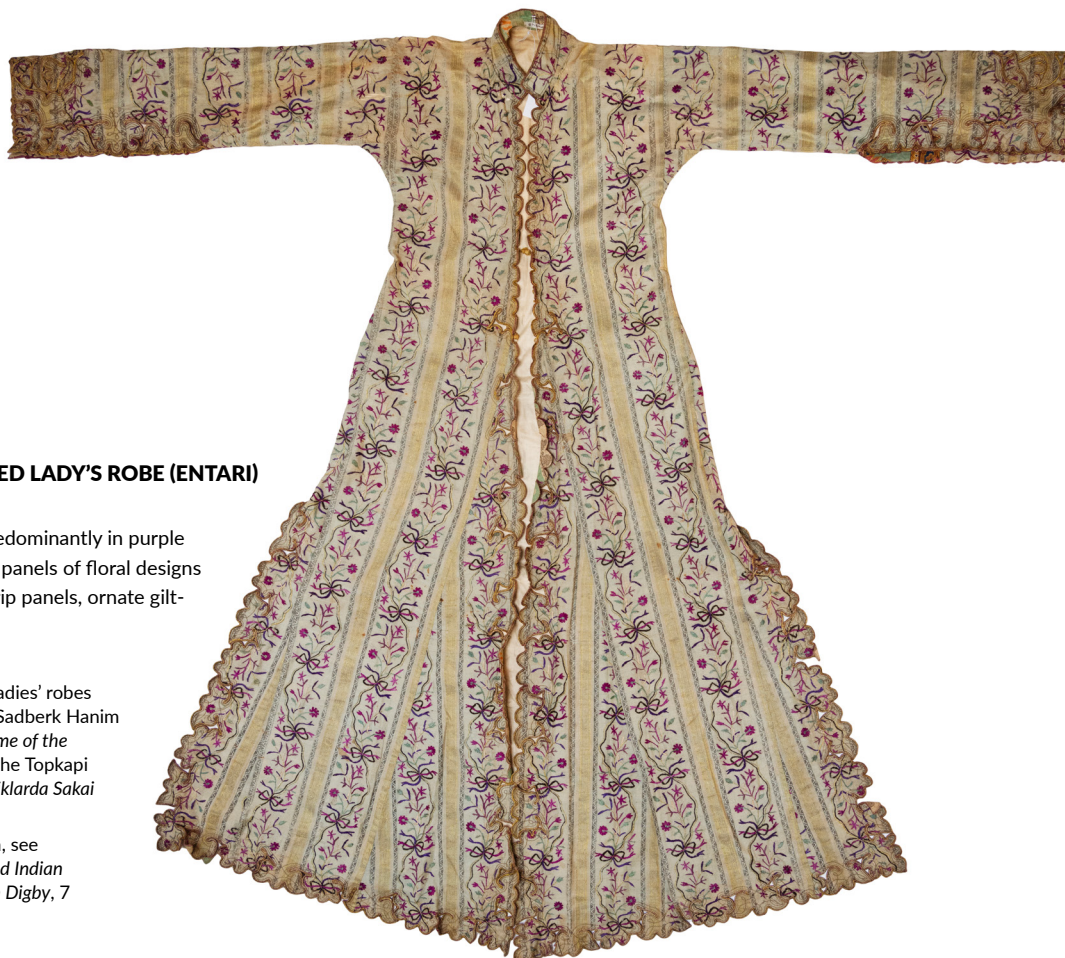 ED LADY’S ROBE (ENTARI)
edominantly in purple
panels of floral designs
ip panels, ornate gilt-
adies’ robes
Sadberk Hanim
me of the
he Topkapi
klarda Sakai
, see
d Indian
Digby, 7